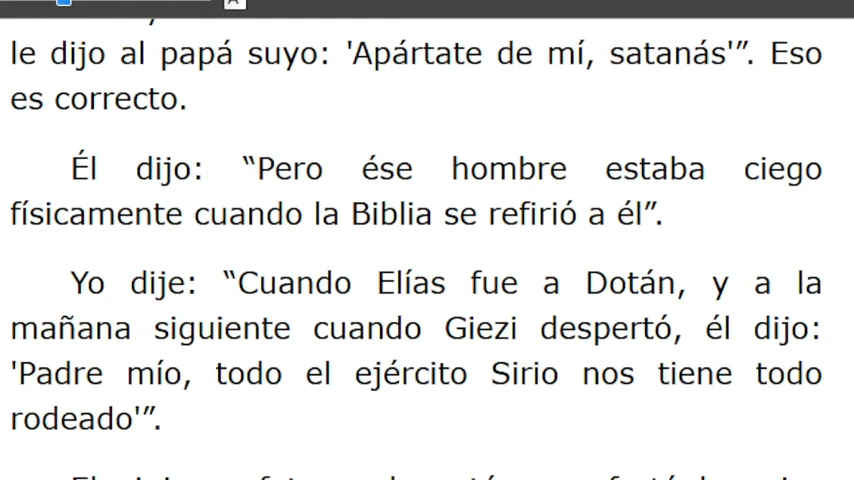 le dijo al papá suyo: 'Apártate de mí, satanás'”. Eso
es correcto.
Él dijo: “Pero ése hombre estaba ciego
físicamente cuando la Biblia se refirió a él”.
Yo dije: “Cuando Elías fue a Dotán, y a la
mañana siguiente cuando Giezi despertó, él dijo:
'Padre mío, todo el ejército Sirio nos tiene todo
rodeado'”.